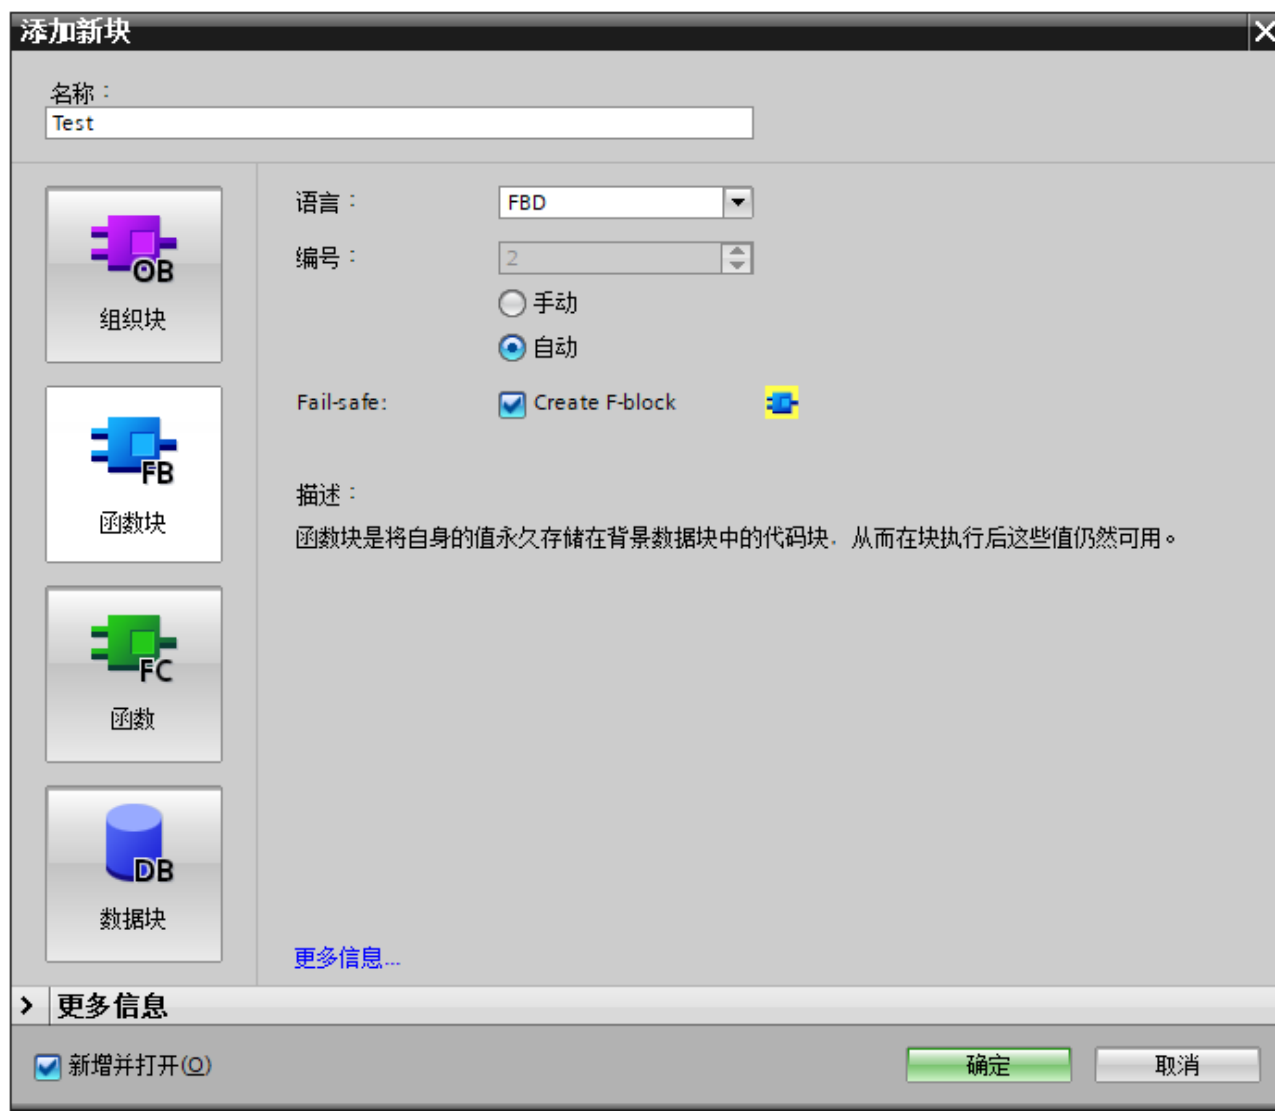 添加新块
名称：
Test
OB
组织块
FB
函数块
FC
函数
DB
数据块
语言：
FBD
编号：
2
手动
自动
Fail-safe:
Create F-block
描述：
函数块是将自身的值永久存储在背景数据块中的代码块，从而在块执行后这些值仍然可用。
更多信息...
更多信息
新增并打开(O)
确定
取消